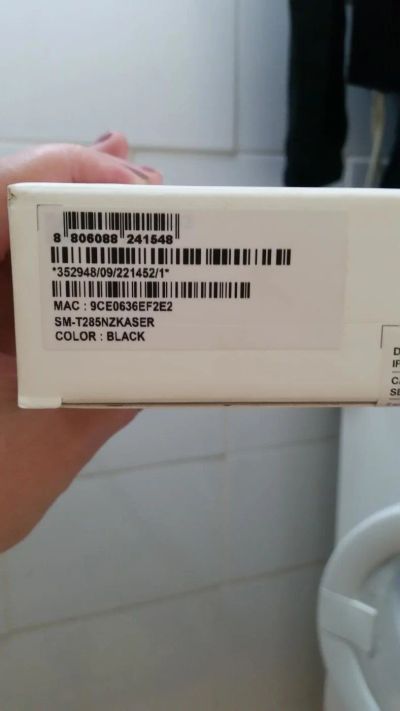 8 806088 241548
*352948/09/221452/1*
MAC : 9CE0636EF2E2
SM-T285NZKASER
COLOR : BLACK